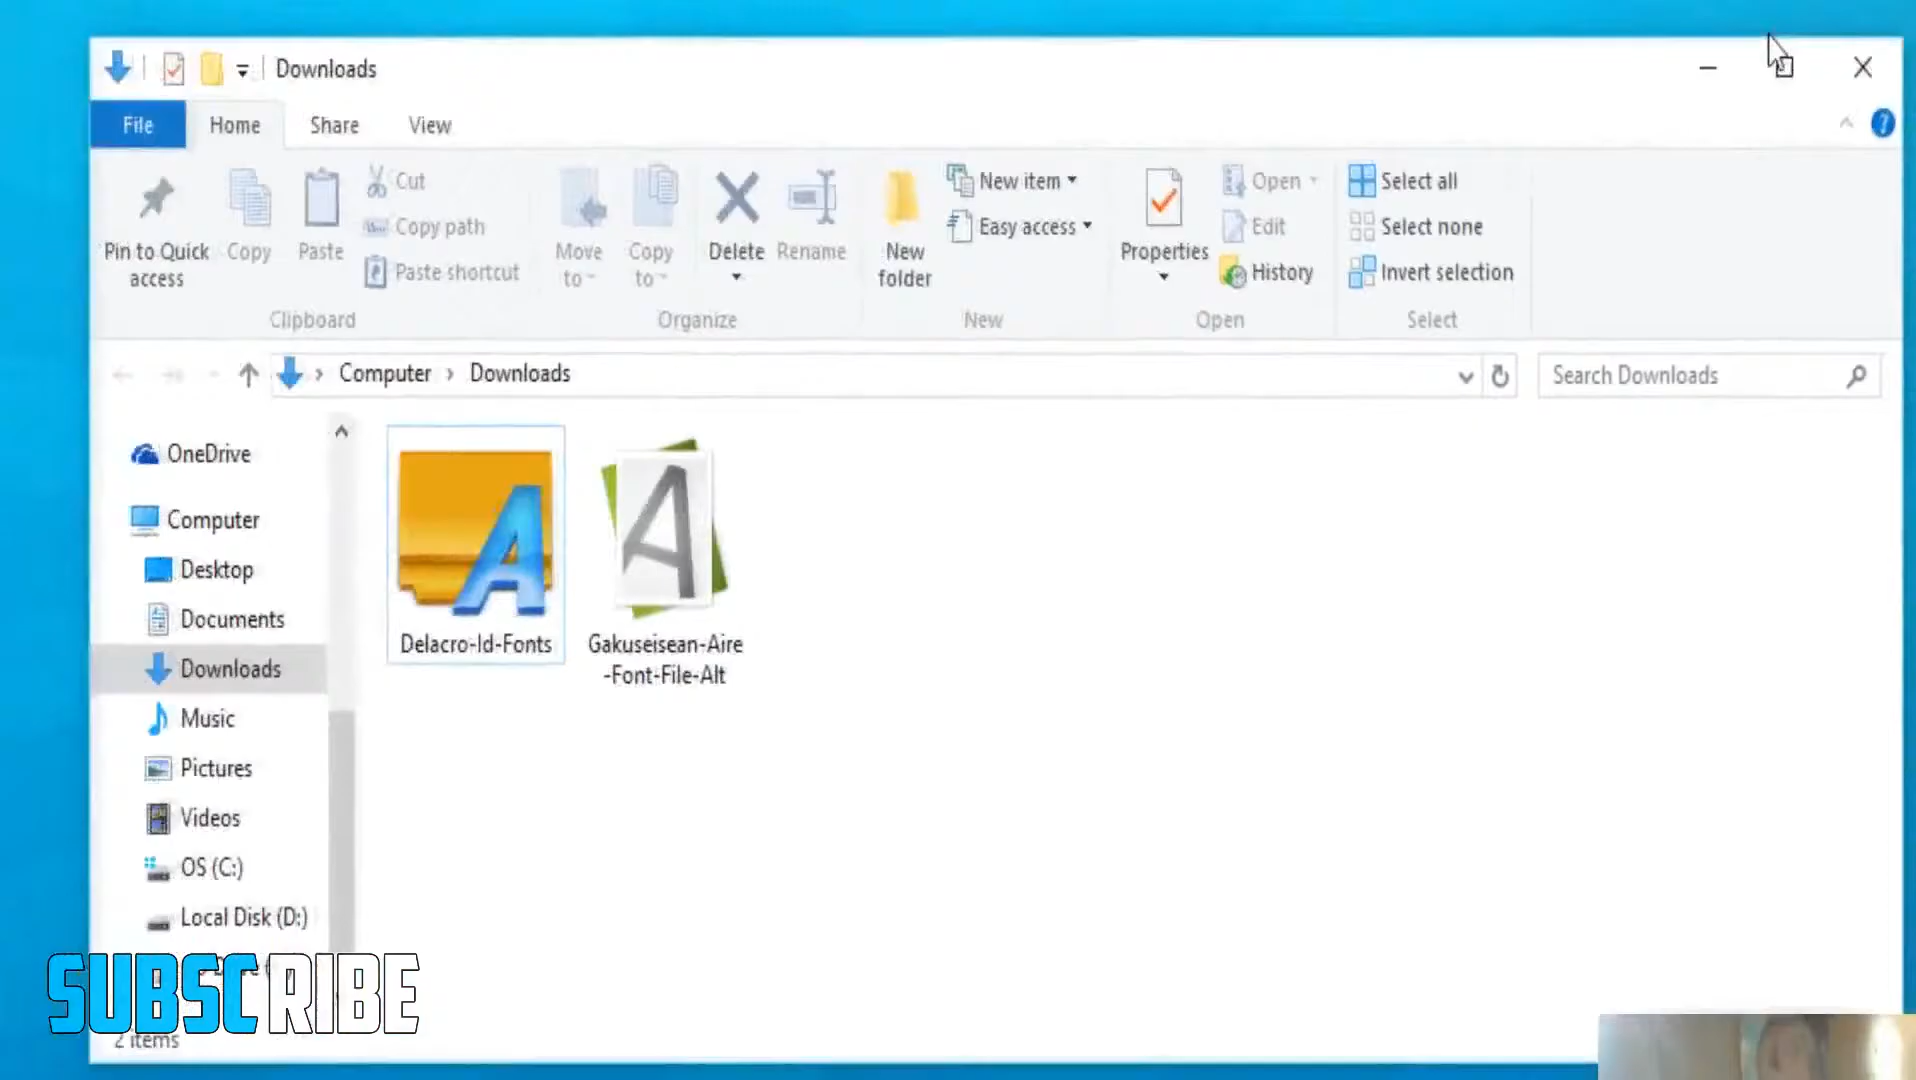 Downloads
File Home Share View
Pin to Quick access
Copy
Paste
Cut
Copy path
Paste shortcut
Clipboard
Move to
Copy to
Delete
Rename
Organize
New folder
New item
Easy access
New
Properties
Open
Edit
History
Open
Select all
Select none
Invert selection
Select
Computer › Downloads
Search Downloads
OneDrive
Computer
Desktop
Documents
Downloads
Music
Pictures
Videos
OS (C:)
Local Disk (D:)
Delacro-Id-Fonts
Gakuseisean-Aire
-Font-File-Alt
SUBSCRIBE
2 items